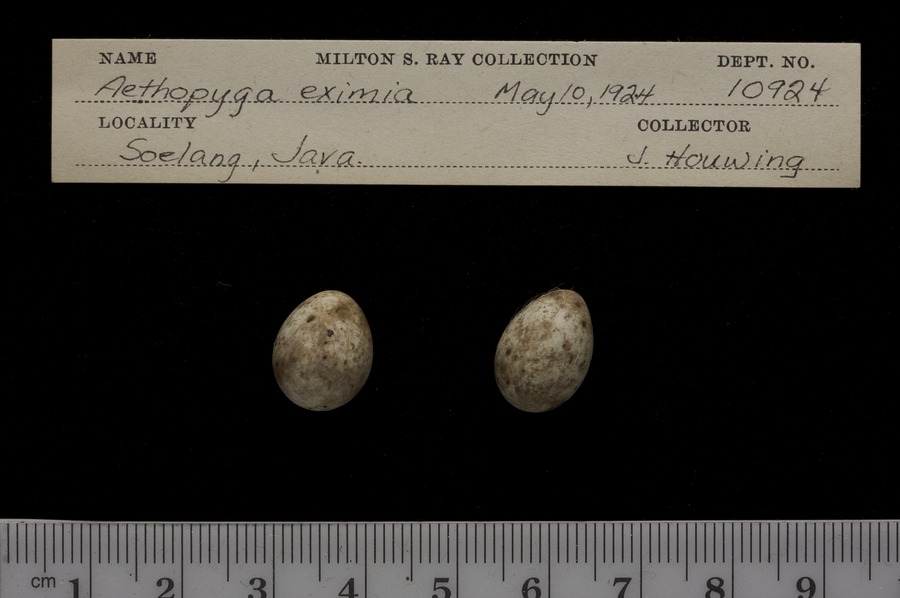 NAME MILTON S. RAY COLLECTION DEPT. NO.
Aethopyga eximia May 10, 1924 10924
LOCALITY COLLECTOR
Soelang, Java. J. Houwing
cm 1 2 3 4 5 6 7 8 9